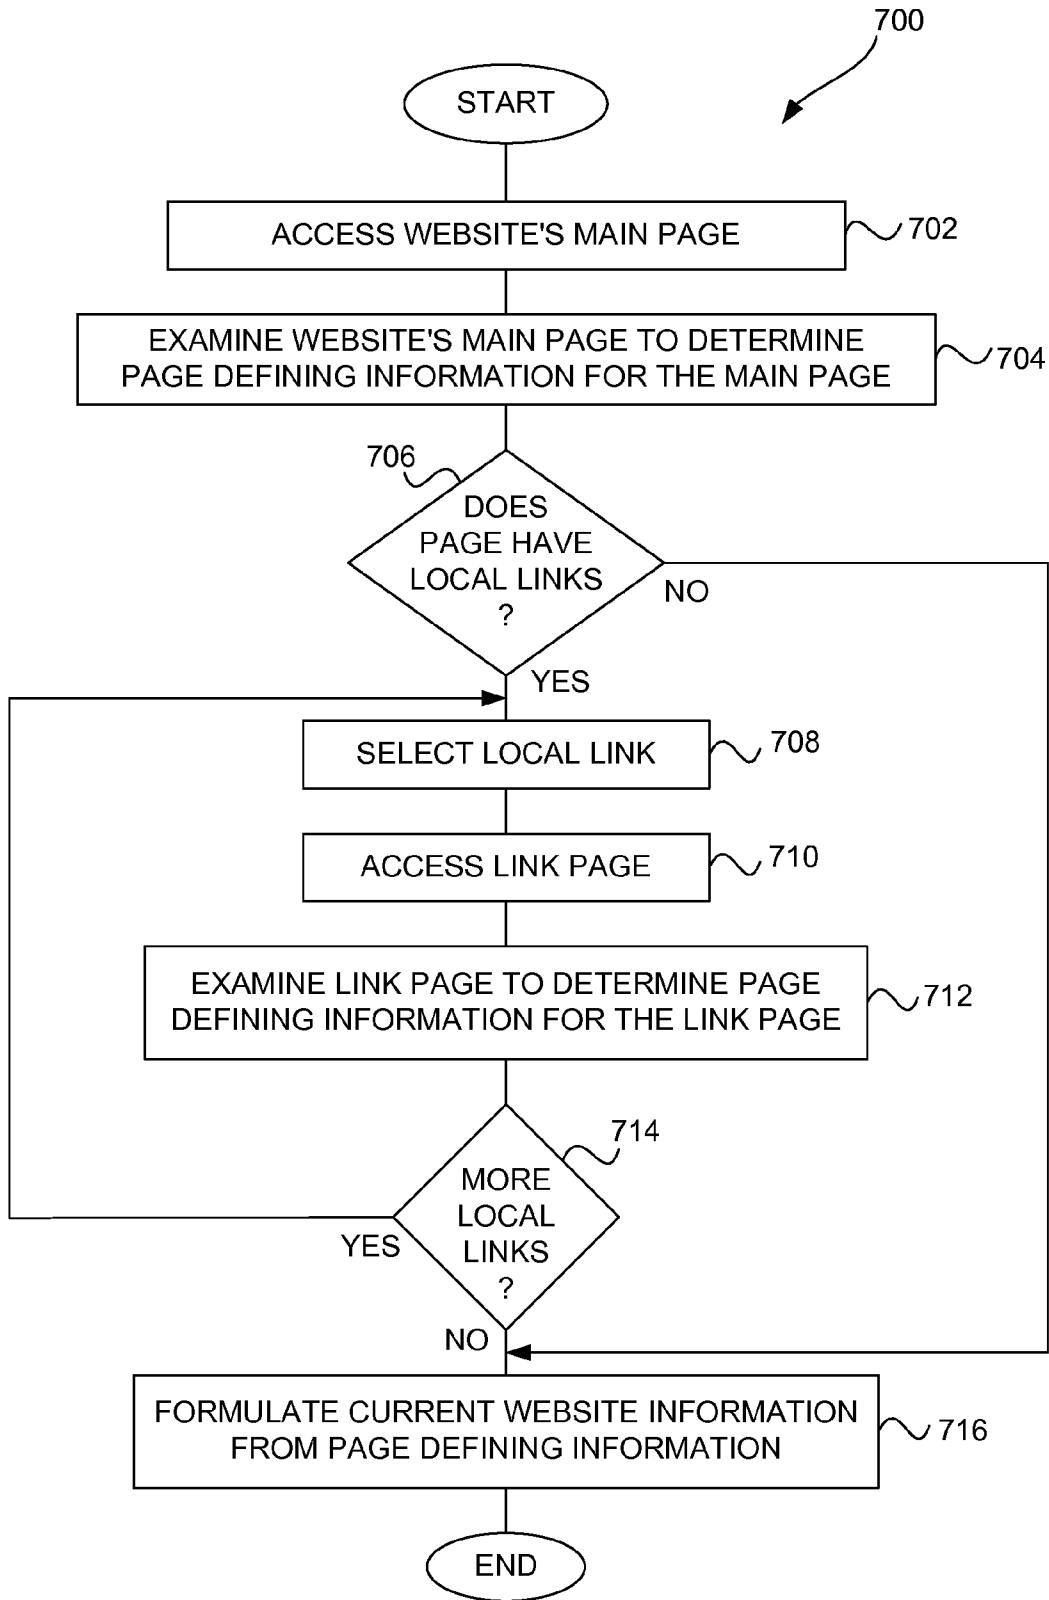 700
START
ACCESS WEBSITE'S MAIN PAGE
702
EXAMINE WEBSITE'S MAIN PAGE TO DETERMINE
PAGE DEFINING INFORMATION FOR THE MAIN PAGE
704
706
DOES
PAGE HAVE
LOCAL LINKS
?
NO
YES
SELECT LOCAL LINK
708
ACCESS LINK PAGE
710
EXAMINE LINK PAGE TO DETERMINE PAGE
DEFINING INFORMATION FOR THE LINK PAGE
712
714
MORE
LOCAL
LINKS
?
YES
NO
FORMULATE CURRENT WEBSITE INFORMATION
FROM PAGE DEFINING INFORMATION
716
END